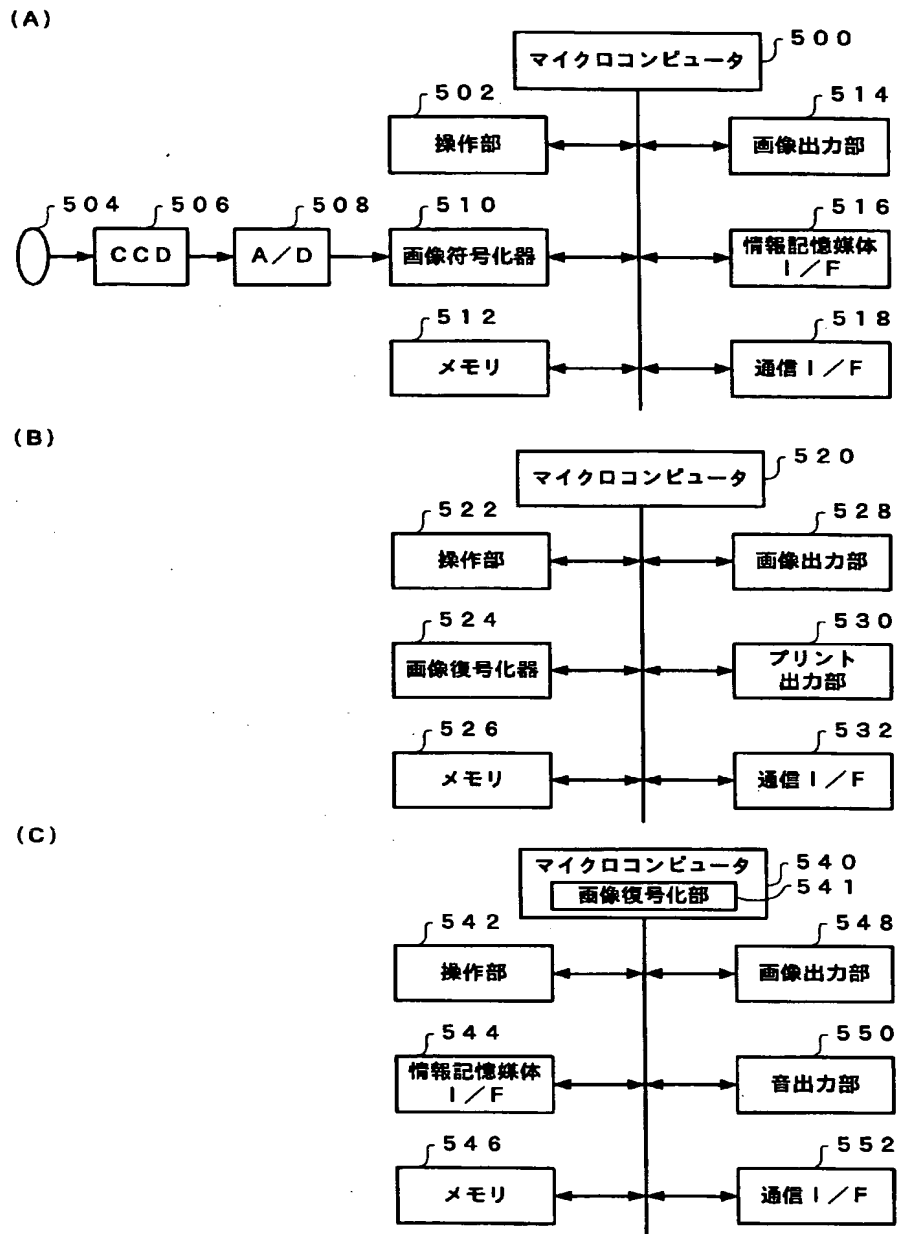 (A)
マイクロコンピュータ
500
502
操作部
514
画像出力部
504
506
CCD
508
A/D
510
画像符号化器
516
情報記憶媒体
I/F
512
メモリ
518
通信I/F
(B)
マイクロコンピュータ
520
522
操作部
528
画像出力部
524
画像復号化器
530
プリント
出力部
526
メモリ
532
通信I/F
(C)
マイクロコンピュータ
540
画像復号化部
541
542
操作部
548
画像出力部
544
情報記憶媒体
I/F
550
音出力部
546
メモリ
552
通信I/F